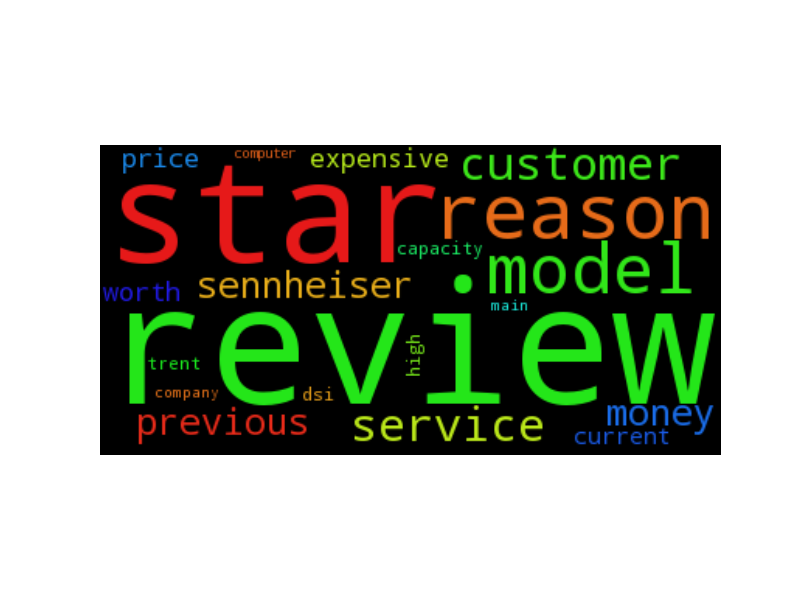 price computer expensive customer
star reason
capacity
worth sennheiser model
main
review
trent high
company dsi
previous service money
current